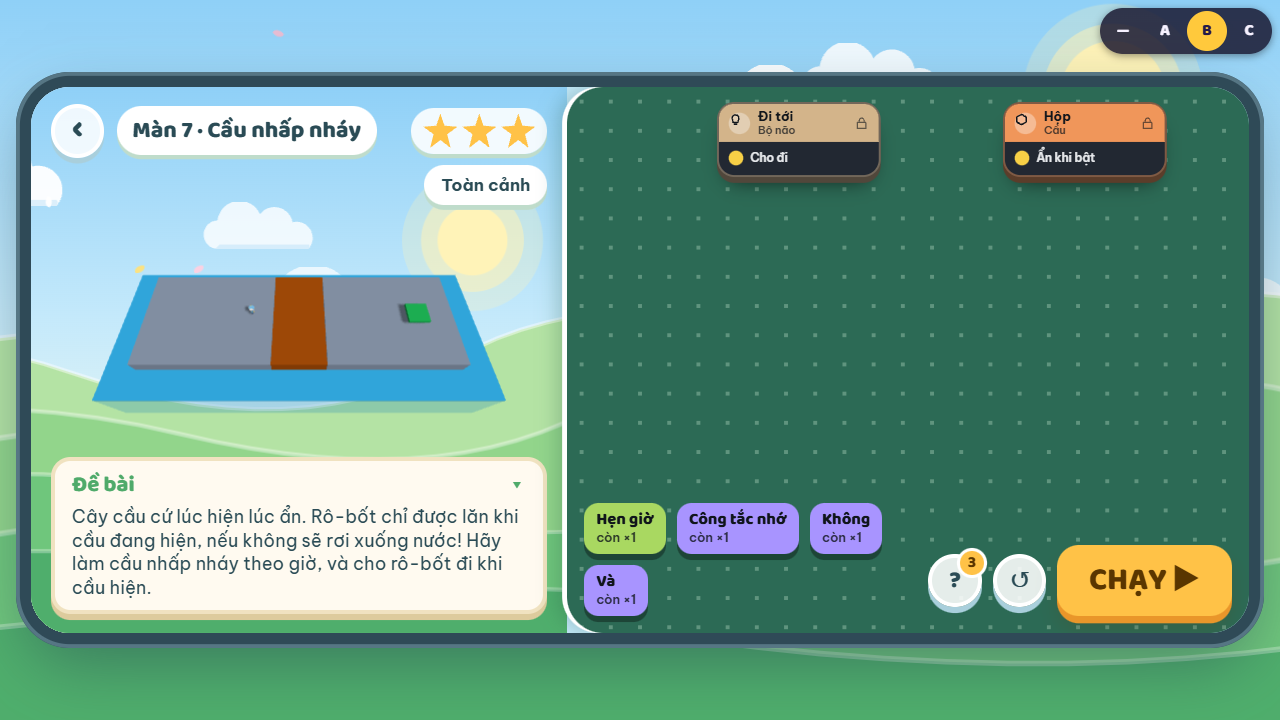 – A B C
Màn 7 · Cầu nhấp nháy
Toàn cảnh
Đi tới
Bộ não
Cho đi
Hộp
Cầu
Ẩn khi bật
Đề bài
Cây cầu cứ lúc hiện lúc ẩn. Rô-bốt chỉ được lăn khi
cầu đang hiện, nếu không sẽ rơi xuống nước! Hãy
làm cầu nhấp nháy theo giờ, và cho rô-bốt đi khi
cầu hiện.
Hẹn giờ
còn ×1
Công tắc nhớ
còn ×1
Không
còn ×1
Và
còn ×1
?
3
CHẠY